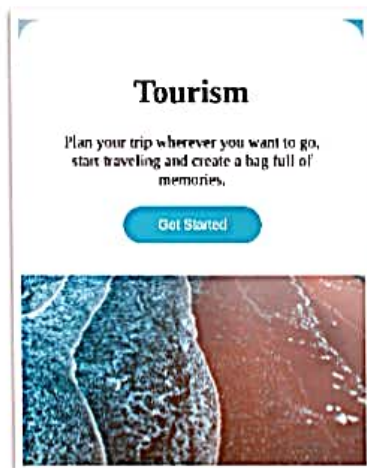 Tourism
Plan your trip wherever you want to go,
start traveling and create a bag full of
memories.
Get Started